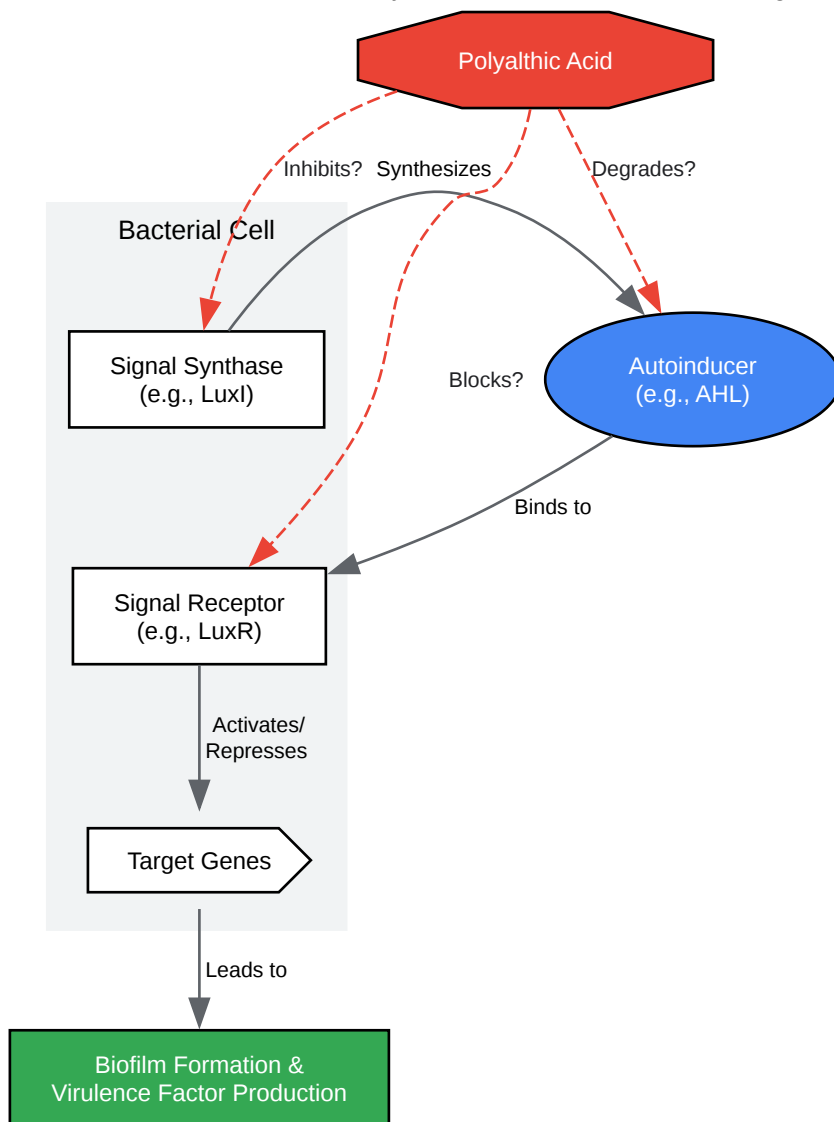 Polyalthic Acid
Inhibits?
Synthesizes
Degrades?
Bacterial Cell
Signal Synthase
(e.g., LuxI)
Blocks?
Autoinducer
(e.g., AHL)
Binds to
Signal Receptor
(e.g., LuxR)
Activates/
Represses
Target Genes
Leads to
Biofilm Formation &
Virulence Factor Production